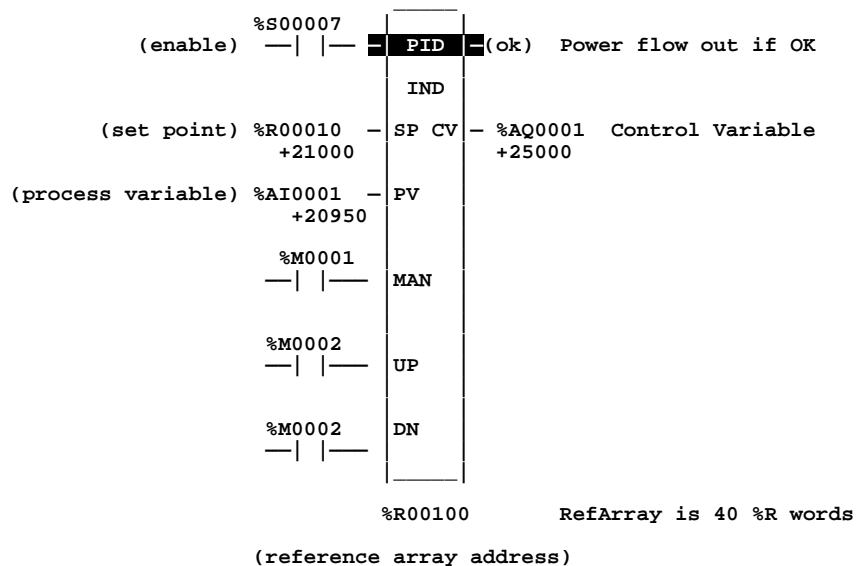 %S00007
(enable) PID (ok) Power flow out if OK
IND
(set point) %R00010 SP CV %AQ0001 Control Variable
+21000 +25000
(process variable) %AI0001 PV
+20950
%M0001
MAN
%M0002
UP
%M0002 DN
%R00100 RefArray is 40 %R words
(reference array address)